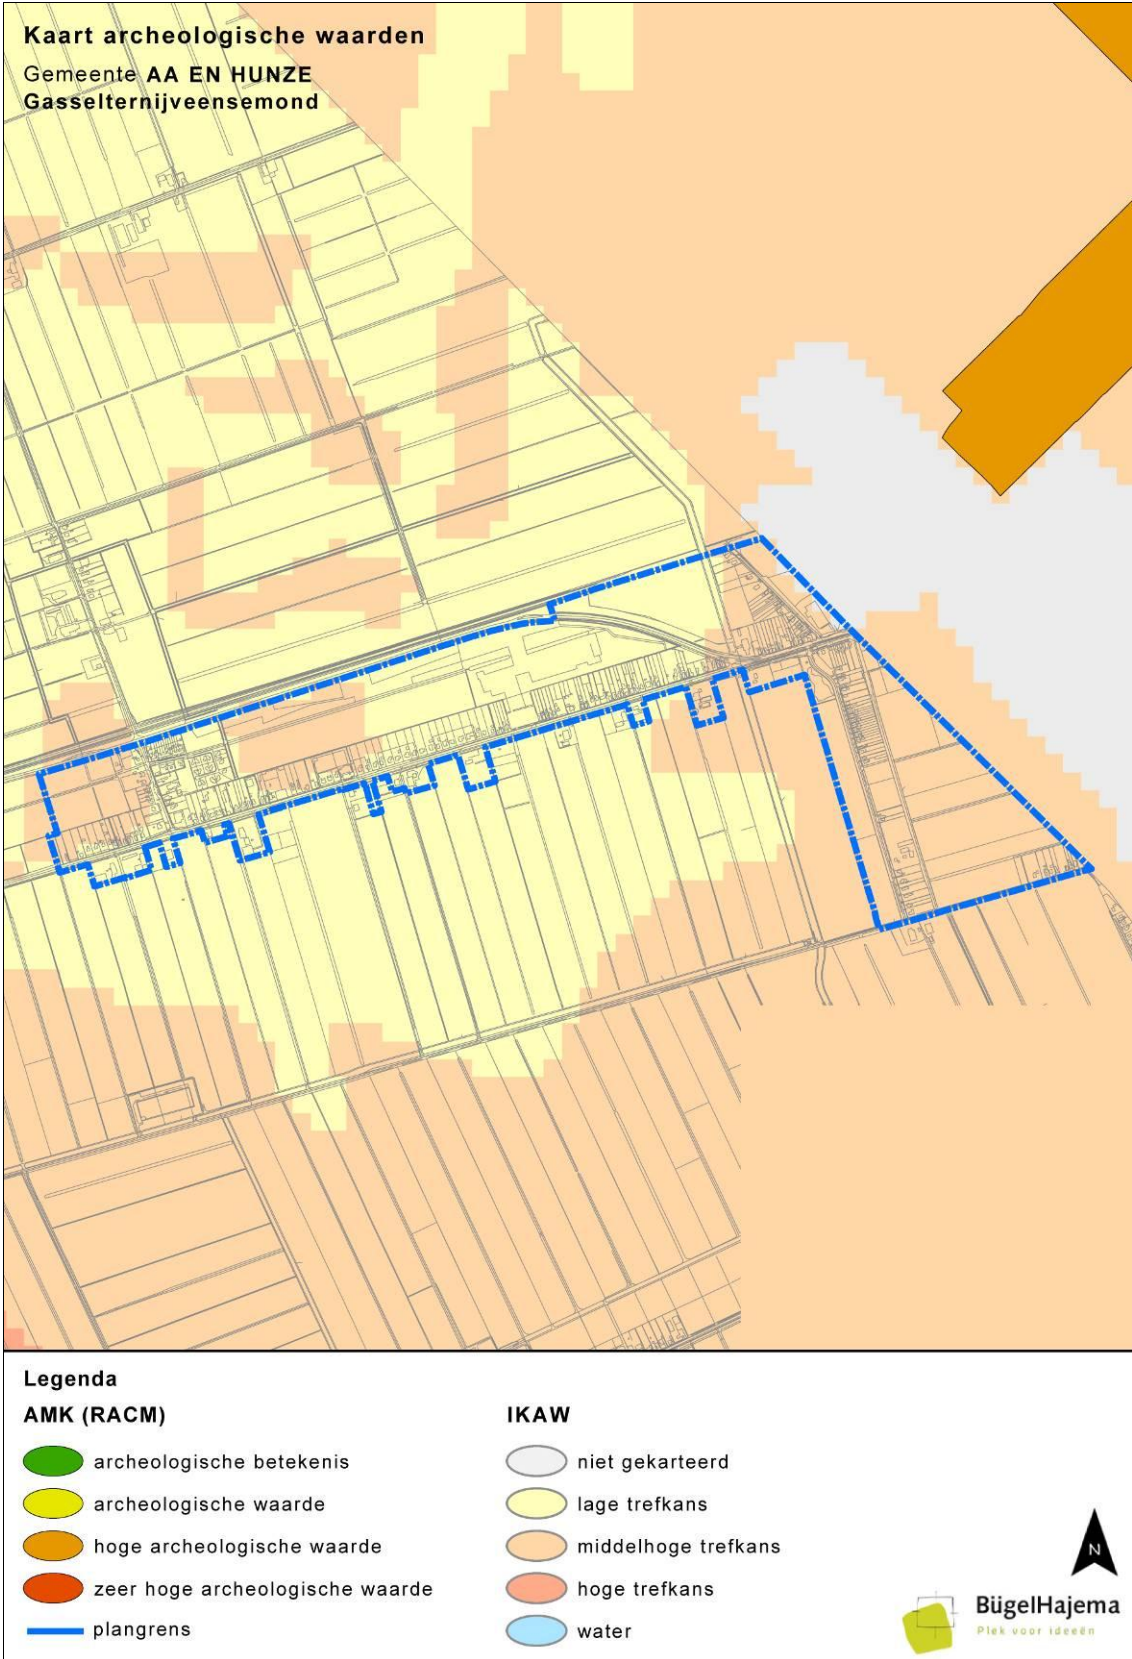 Kaart archeologische waarden
Gemeente AA EN HUNZE
Gasselternijveensemond
Legenda
AMK (RACM)
archeologische betekenis
archeologische waarde
hoge archeologische waarde
zeer hoge archeologische waarde
plangrens
IKAW
niet gekarteerd
lage trefkans
middelhoge trefkans
hoge trefkans
water
N
BügelHajema
Plek voor ideeën